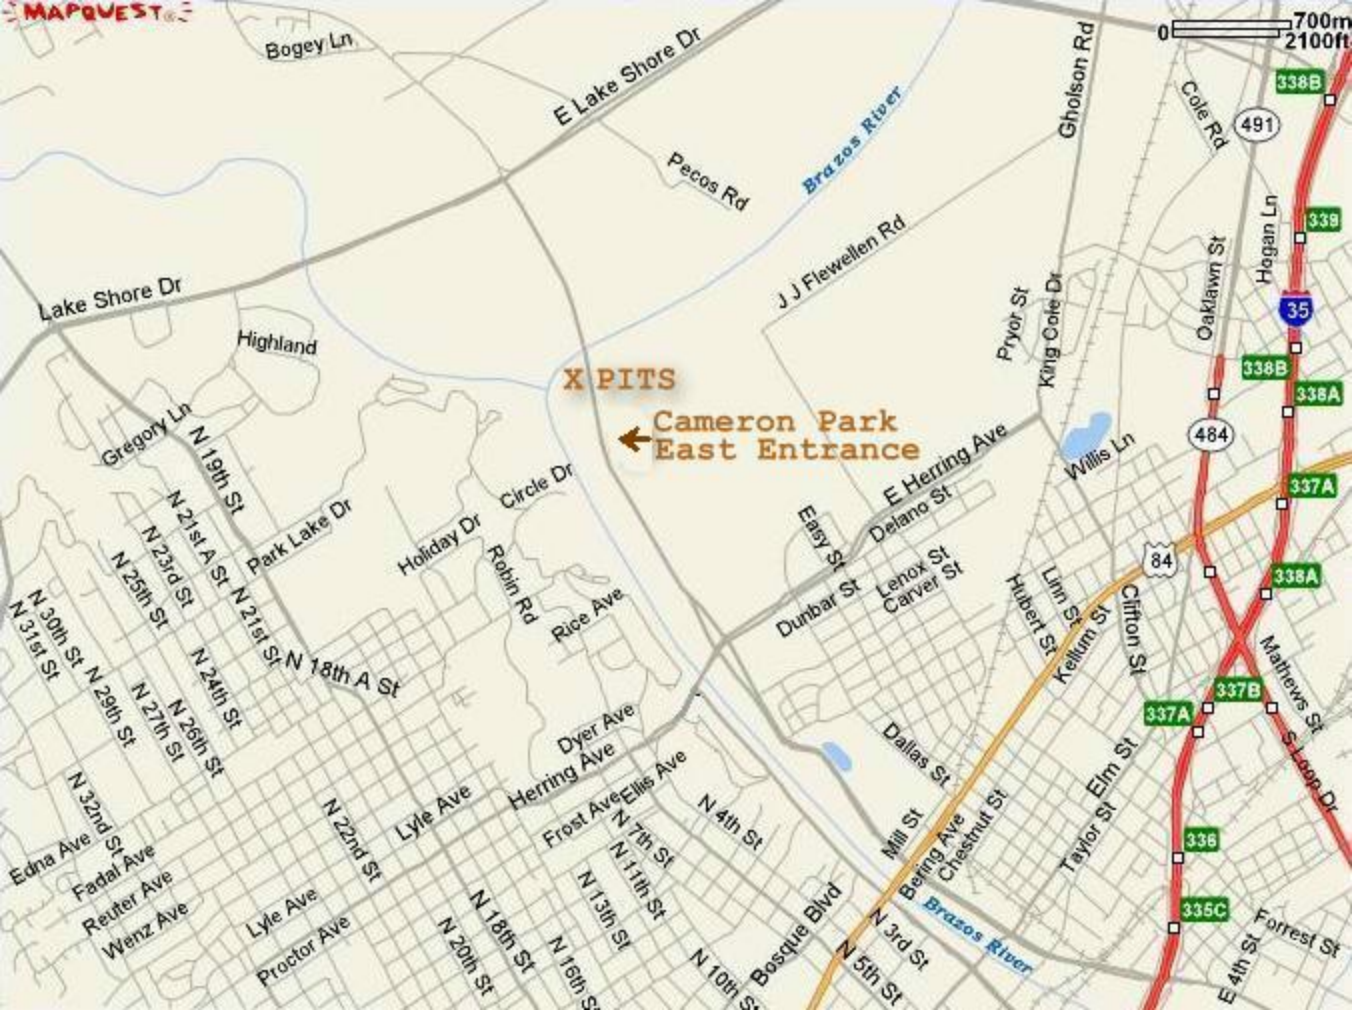 MAPQUEST
Bogey Ln
E Lake Shore Dr
Gholson Rd
0
700m
2100ft
338B
Cole Rd
491
Brazos River
Pecos Rd
339
Hogan Ln
J J Flewellen Rd
Oaklawn St
Lake Shore Dr
Pryor St
King Cole Dr
35
Highland
338B
X PITS
338A
Cameron Park
East Entrance
Gregory Ln
N 19th St
484
E Herring Ave
Willis Ln
Circle Dr
337A
N 21st A St
Park Lake Dr
Delano St
Easy St
N 23rd St
Holiday Dr
N 25th St
Robin Rd
84
Lenox St
Carver St
338A
Linn St
Hubert St
Clifton St
Dunbar St
N 30th St
N 31st St
N 21st St
Rice Ave
Kellum St
N 18th A St
N 24th St
Mathews St
N 29th St
N 27th St
N 26th St
337B
337A
Dyer Ave
Dallas St
Elm St
S Loop Dr
Herring Ave
Ellis Ave
N 32nd St
N 22nd St
Lyle Ave
Frost Ave
N 4th St
N 7th St
Mill St
Bering Ave
Chestnut St
Taylor St
336
Edna Ave
Fadal Ave
Reuter Ave
Wenz Ave
N 11th St
N 13th St
Lyle Ave
Proctor Ave
N 18th St
N 20th St
N 16th St
Bosque Blvd
N 10th St
N 3rd St
N 5th St
Brazos River
335C
Forrest St
E 4th St